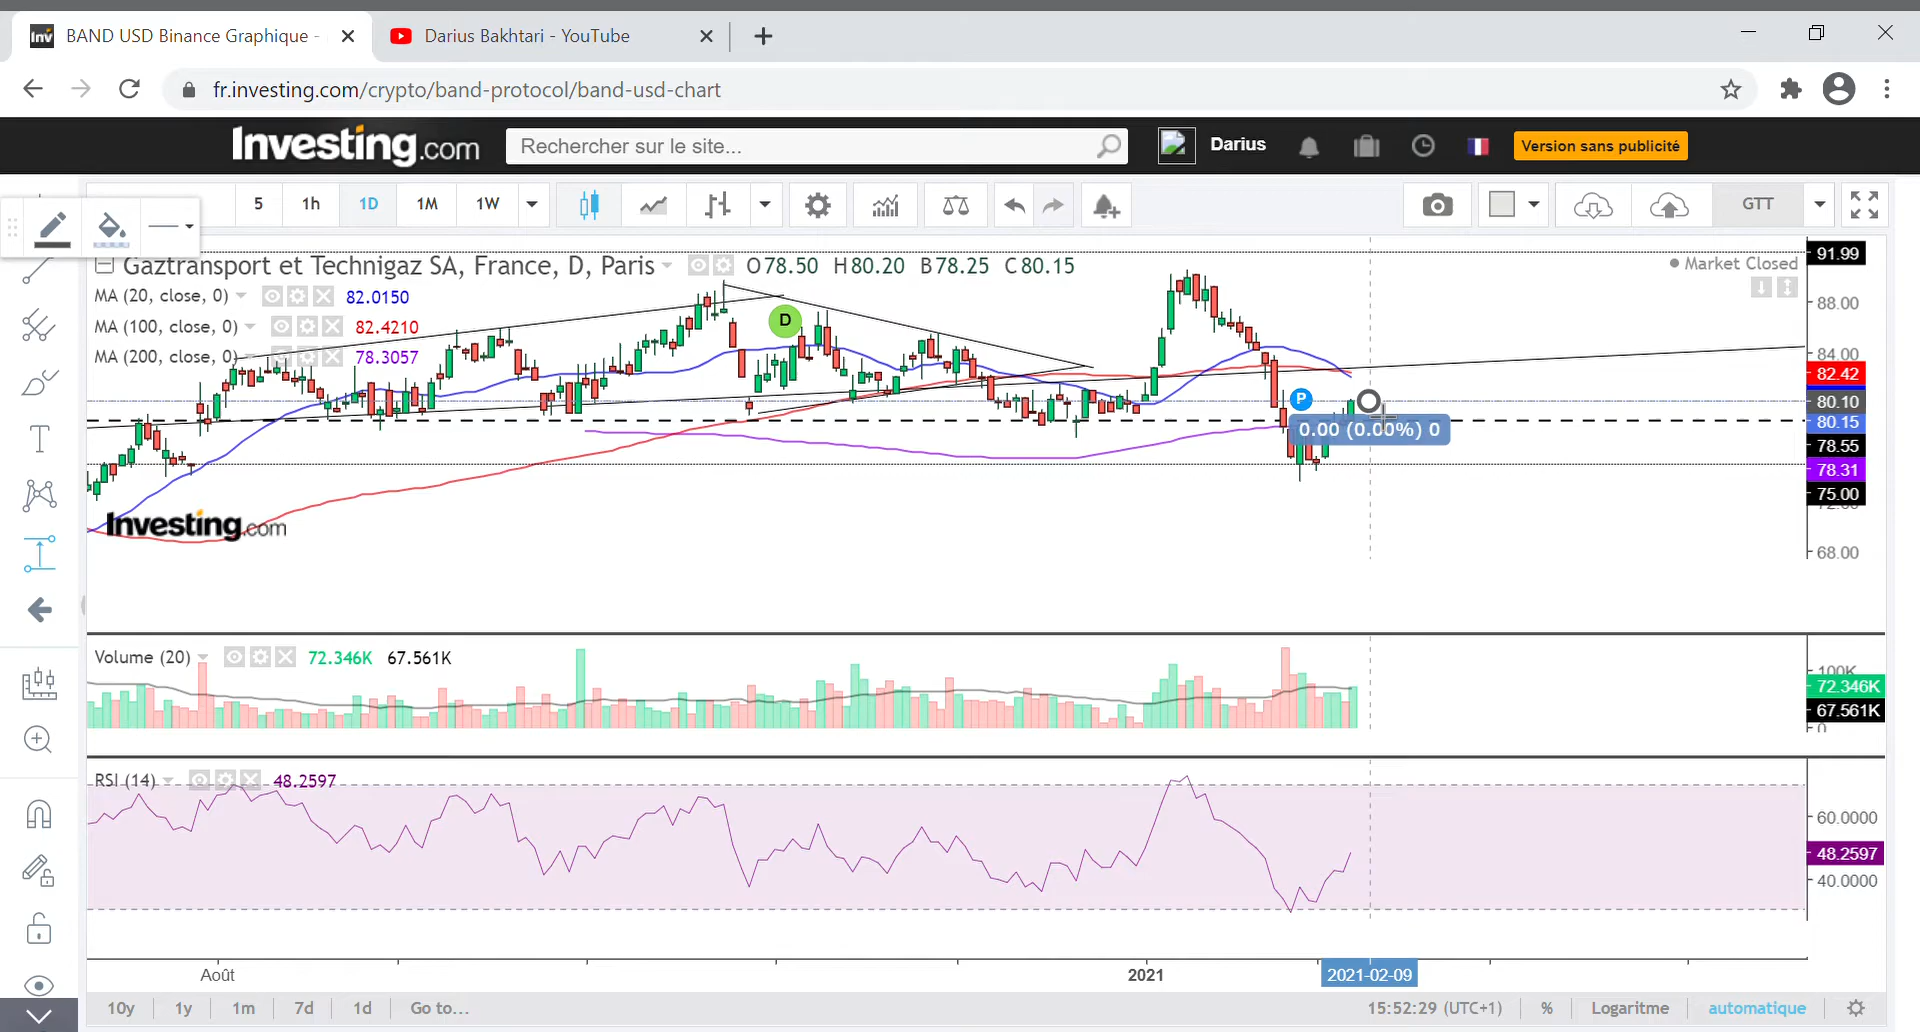 BAND USD Binance Graphique -
Darius Bakhtari - YouTube
fr.investing.com/crypto/band-protocol/band-usd-chart
Investing.com
Rechercher sur le site...
Darius
Version sans publicité
5
1h
1D
1M
1W
GTT
Gaztransport et Technigaz SA, France, D, Paris
O78.50 H80.20 B78.25 C80.15
Market Closed
MA (20, close, 0)
82.0150
MA (100, close, 0)
82.4210
MA (200, close, 0)
78.3057
D
P
0.00 (0.00%) 0
91.99
88.00
84.00
82.42
80.10
80.15
78.55
78.31
75.00
68.00
Investing.com
Volume (20)
72.346K 67.561K
100K
72.346K
67.561K
0
RSI (14)
48.2597
60.0000
48.2597
40.0000
Août
2021
2021-02-09
10y
1y
1m
7d
1d
Go to...
15:52:29 (UTC+1)
%
Logaritme
automatique